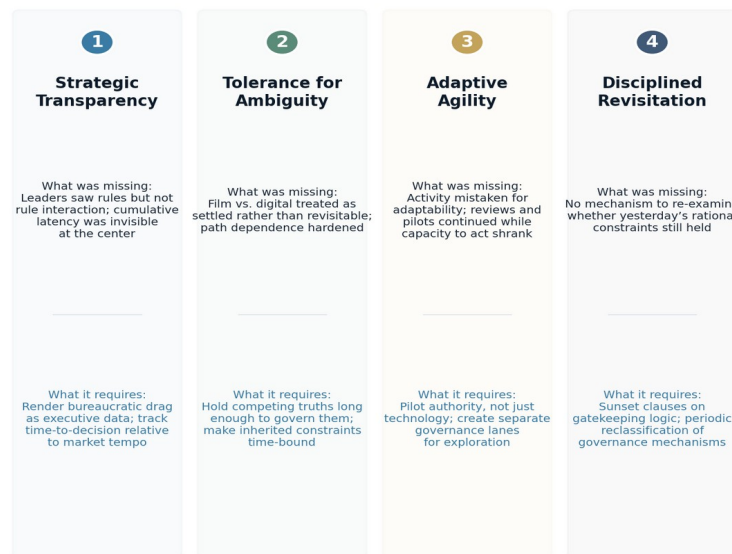 1
Strategic
Transparency
What was missing:
Leaders saw rules but not
rule interaction; cumulative
latency was invisible
at the center
What it requires:
Render bureaucratic drag
as executive data; track
time-to-decision relative
to market tempo
2
Tolerance for
Ambiguity
What was missing:
Film vs. digital treated as
settled rather than revisitable;
path dependence hardened
What it requires:
Hold competing truths long
enough to govern them;
make inherited constraints
time-bound
3
Adaptive
Agility
What was missing:
Activity mistaken for
adaptability; reviews and
pilots continued while
capacity to act shrank
What it requires:
Pilot authority, not just
technology; create separate
governance lanes
for exploration
4
Disciplined
Revisitation
What was missing:
No mechanism to re-examin
whether yesterday’s rationa
constraints still held
What it requires:
Sunset clauses on
gatekeeping logic; periodic
reclassification of
governance mechanisms